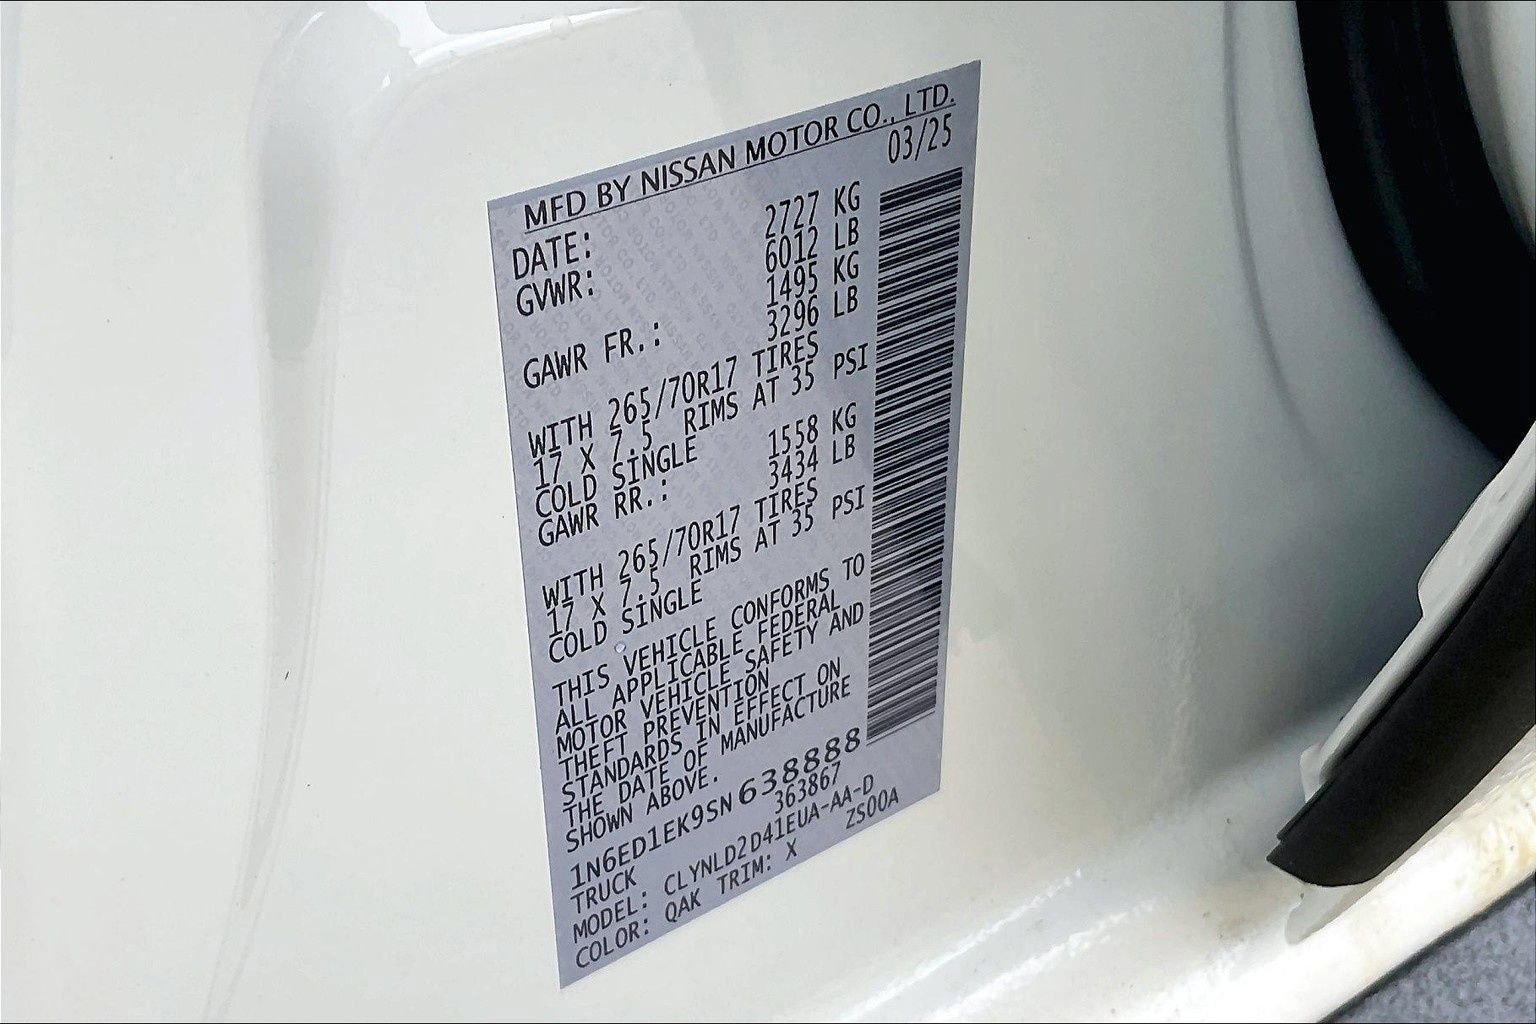 MFD BY NISSAN MOTOR CO., LTD.
DATE: 03/25
GVWR: 2727 KG
6012 LB
GAWR FR.: 1495 KG
3296 LB
WITH 265/70R17 TIRES
17 X 7.5 RIMS AT 35 PSI
COLD SINGLE
GAWR RR.: 1558 KG
3434 LB
WITH 265/70R17 TIRES
17 X 7.5 RIMS AT 35 PSI
COLD SINGLE
THIS VEHICLE CONFORMS TO
ALL APPLICABLE FEDERAL
MOTOR VEHICLE SAFETY AND
THEFT PREVENTION
STANDARDS IN EFFECT ON
THE DATE OF MANUFACTURE
SHOWN ABOVE.
1N6ED1EK9SN638888
TRUCK 363867
MODEL: CLYNLD2D41EUA-AA-D
COLOR: QAK TRIM: X ZS00A